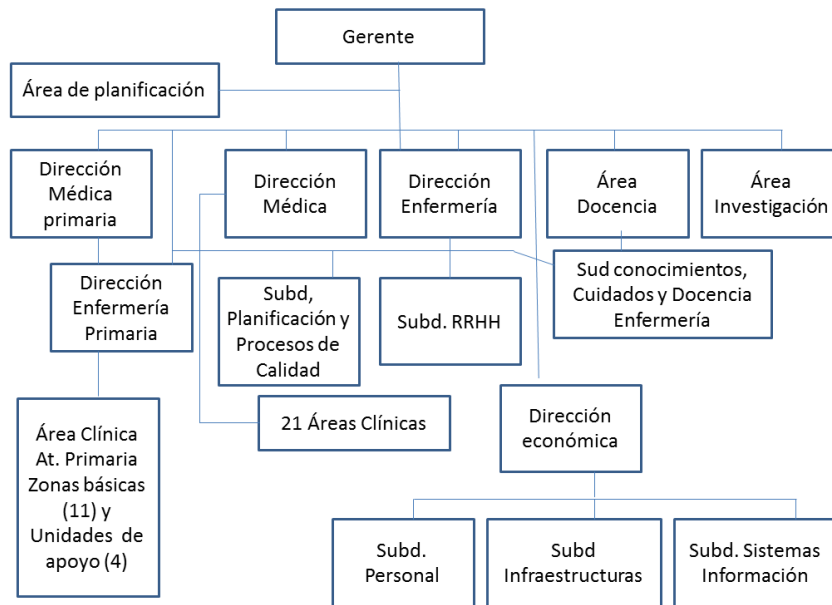 Gerente
Área de planificación
Dirección
Médica
primaria
Dirección
Médica
Dirección
Enfermería
Área
Docencia
Área
Investigación
Dirección
Enfermería
Primaria
Subd,
Planificación y
Procesos de
Calidad
Subd. RRHH
Sud conocimientos,
Cuidados y Docencia
Enfermería
Área Clínica
At. Primaria
Zonas básicas
(11) y
Unidades de
apoyo (4)
21 Áreas Clínicas
Dirección
económica
Subd.
Personal
Subd
Infraestructuras
Subd. Sistemas
Información